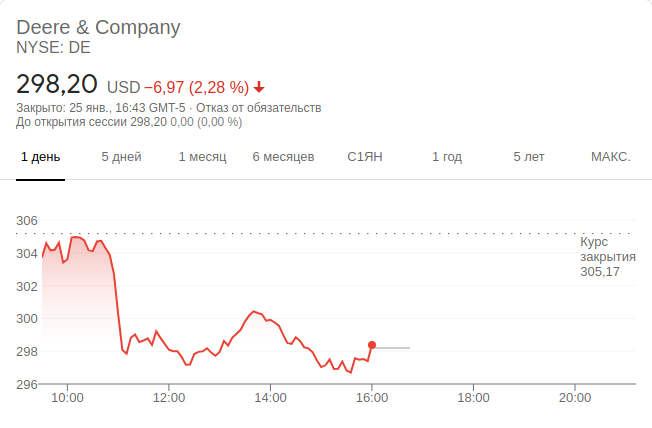 Deere & Company
NYSE: DE
298,20 USD −6,97 (2,28 %)
Закрыто: 25 янв., 16:43 GMT-5 · Отказ от обязательств
До открытия сессии 298,20 0,00 (0,00 %)
1 день 5 дней 1 месяц 6 месяцев С1ЯН 1 год 5 лет МАКС.
306
Курс
304
закрытия
305,17
302
300
298
296
10:00 12:00 14:00 16:00 18:00 20:00